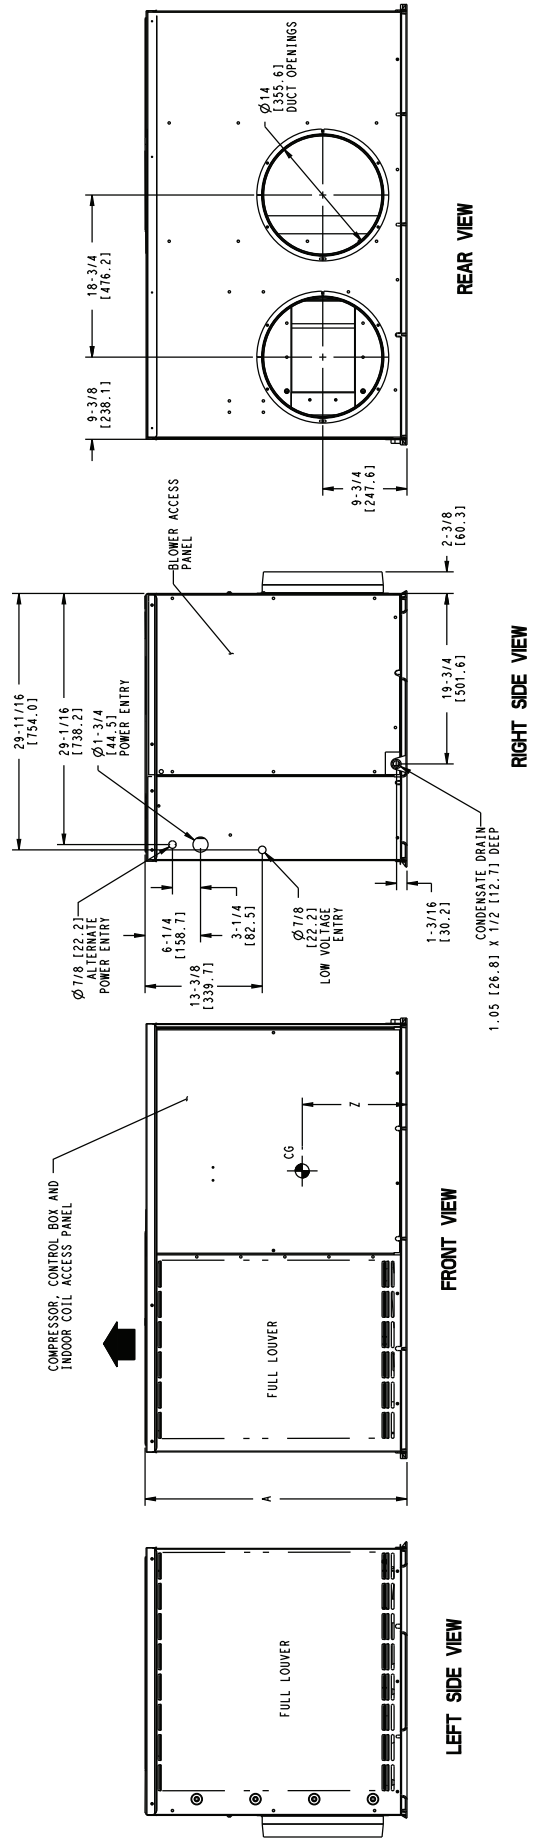 FULL LOUVER
LEFT SIDE VIEW
COMPRESSOR, CONTROL BOX AND
INDOOR COIL ACCESS PANEL
A
FULL LOUVER
CG
Z
FRONT VIEW
29-11/16
[754.0]
29-1/16
[738.2]
Ø1-3/4
[44.5]
POWER ENTRY
Ø7/8 [22.2]
ALTERNATE
POWER ENTRY
6-1/4
[158.7]
3-1/4
[82.5]
13-3/8
[339.7]
Ø7/8
[22.2]
LOW VOLTAGE
ENTRY
BLOWER ACCESS
PANEL
2-3/8
[60.3]
19-3/4
[501.6]
1-3/16
[30.2]
CONDENSATE DRAIN
1.05 [26.8] X 1/2 [12.7] DEEP
RIGHT SIDE VIEW
9-3/8
[238.1]
18-3/4
[476.2]
Ø14
[355.6]
DUCT OPENINGS
9-3/4
[247.6]
REAR VIEW